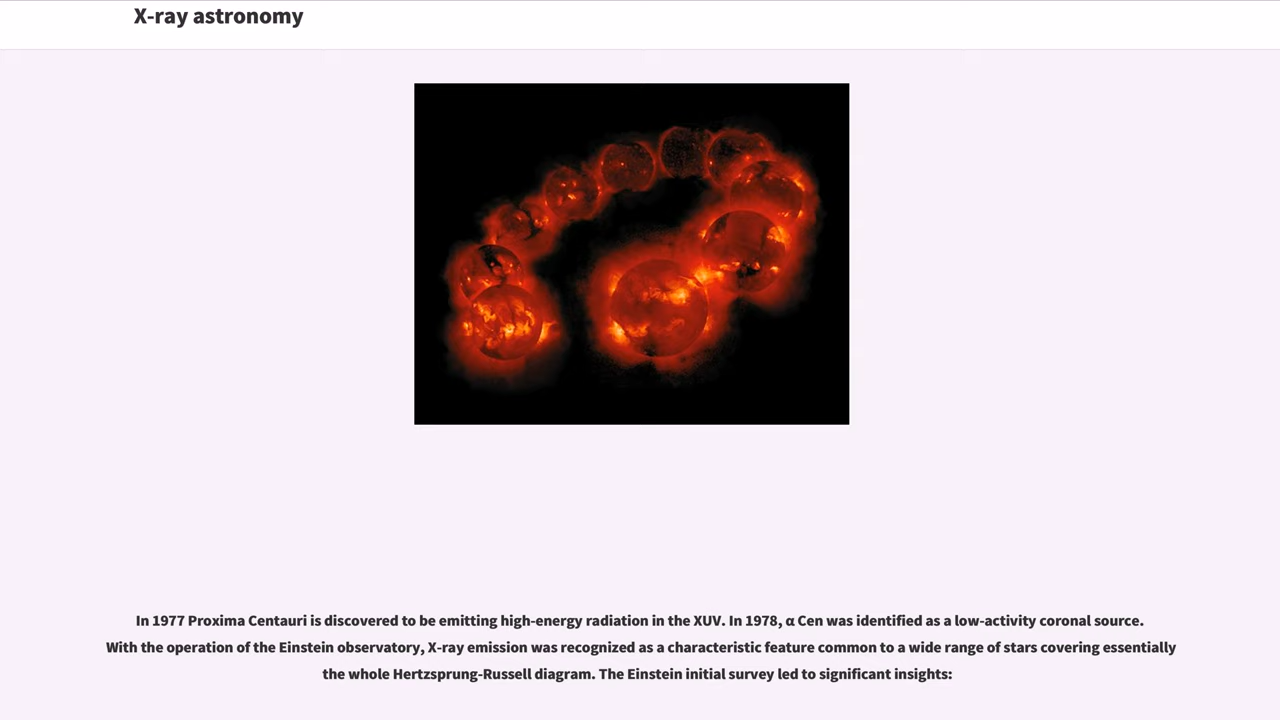 X-ray astronomy
In 1977 Proxima Centauri is discovered to be emitting high-energy radiation in the XUV. In 1978, α Cen was identified as a low-activity coronal source.
With the operation of the Einstein observatory, X-ray emission was recognized as a characteristic feature common to a wide range of stars covering essentially
the whole Hertzsprung-Russell diagram. The Einstein initial survey led to significant insights: